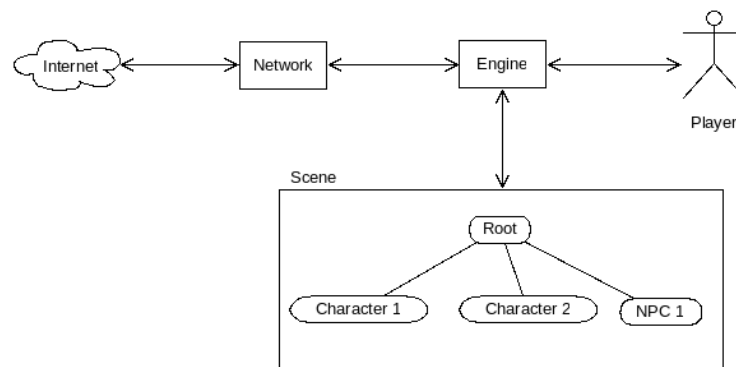 Internet
Network
Engine
Player
Scene
Root
Character 1
Character 2
NPC 1